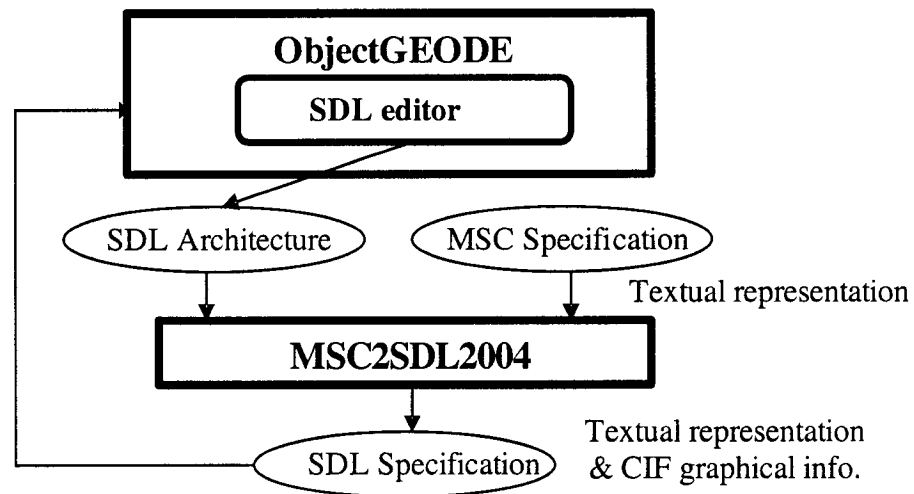 ObjectGEODE
SDL editor
SDL Architecture
MSC Specification
Textual representation
MSC2SDL2004
Textual representation
& CIF graphical info.
SDL Specification